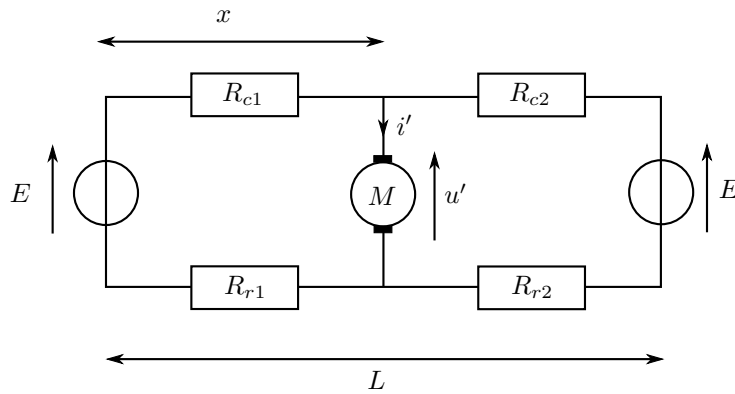 x
R_{c1} R_{c2}
i'
E M u' E
R_{r1} R_{r2}
L